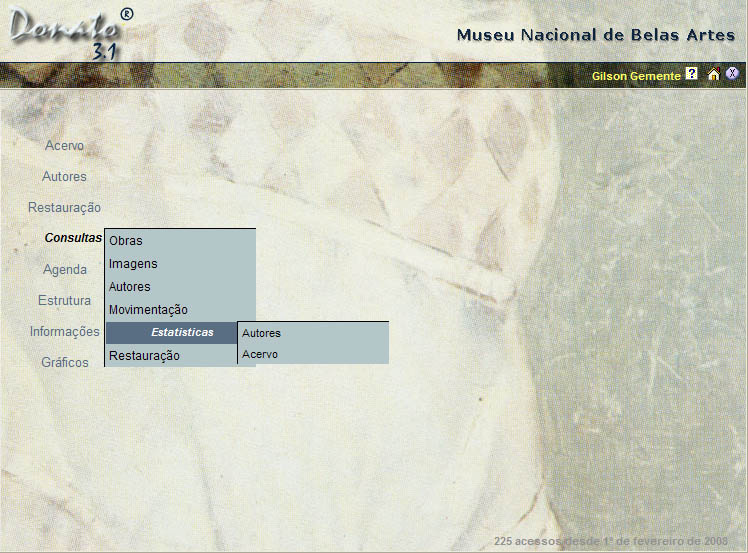 Donato ®
3.1
Museu Nacional de Belas Artes
Gilson Gemente ? X
Acervo
Autores
Restauração
Consultas
Obras
Agenda
Imagens
Estrutura
Autores
Informações
Movimentação
Gráficos
Estatisticas
Restauração
Autores
Acervo
225 acessos desde 1º de fevereiro de 2008